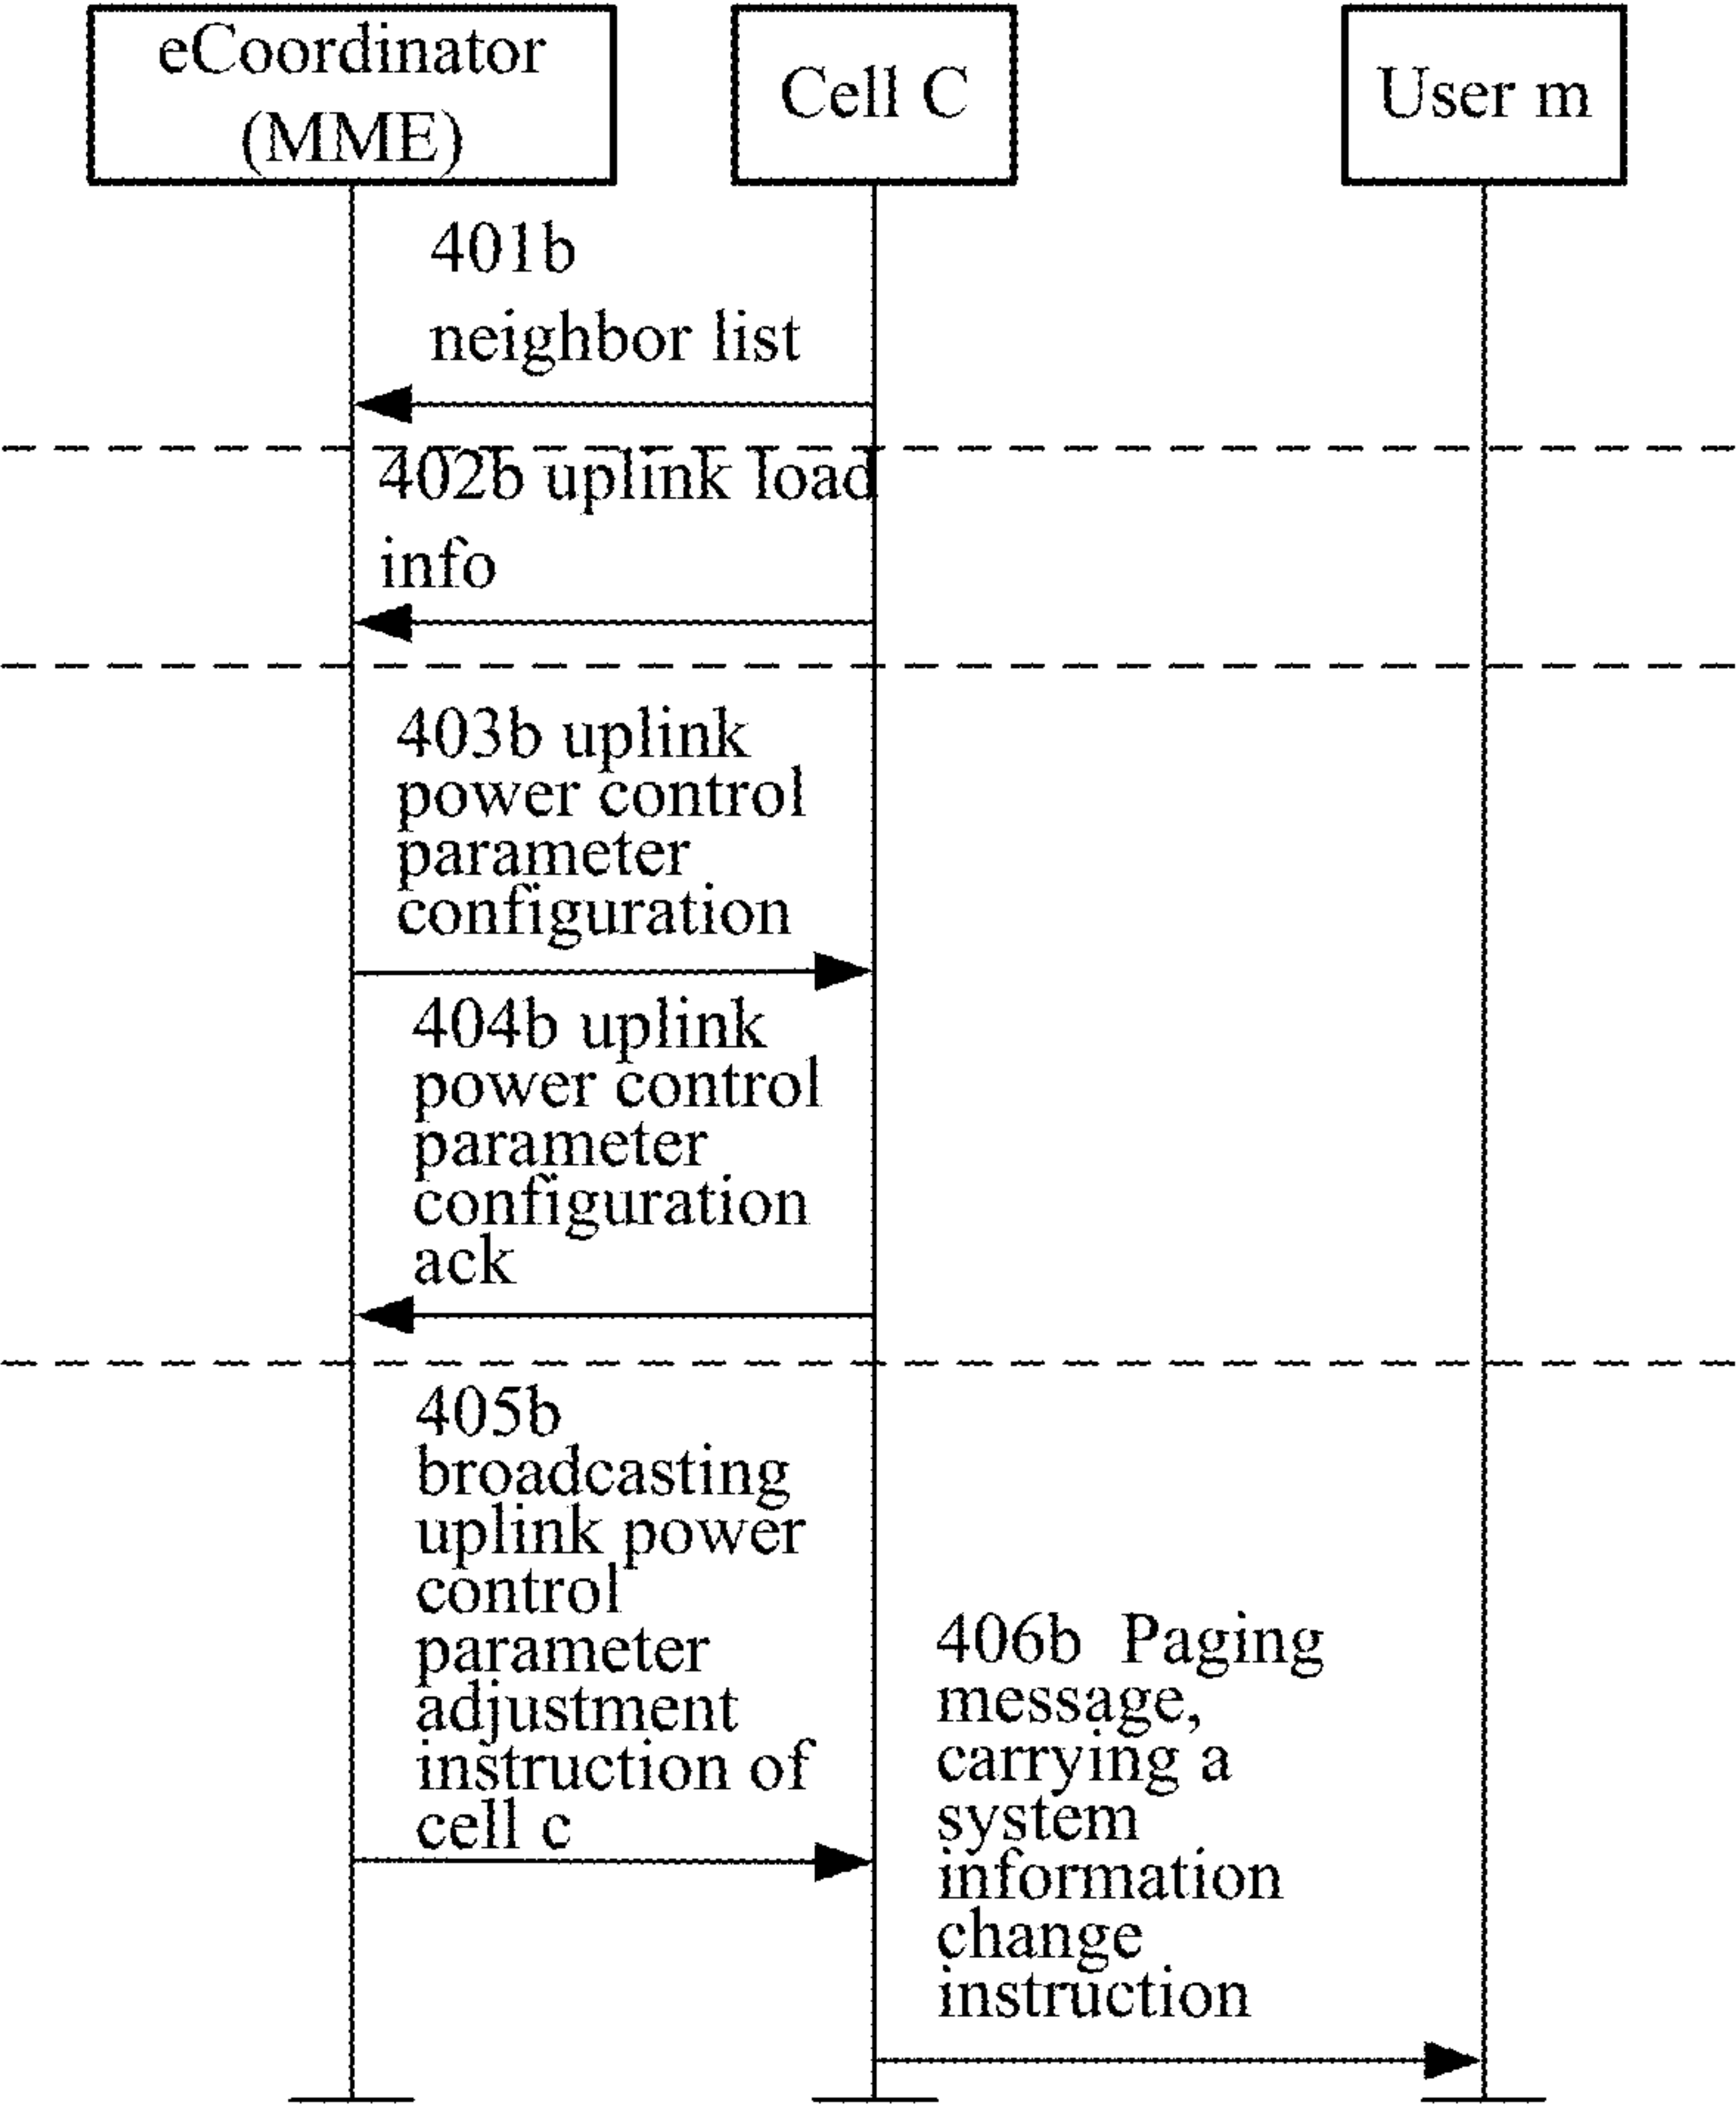 eCoordinator
(MME)
Cell C
User m
401b
neighbor list
402b uplink load
info
403b uplink
power control
parameter
configuration
404b uplink
power control
parameter
configuration
ack
405b
broadcasting
uplink power
control
parameter
adjustment
instruction of
cell c
406b Paging
message,
carrying a
system
information
change
instruction